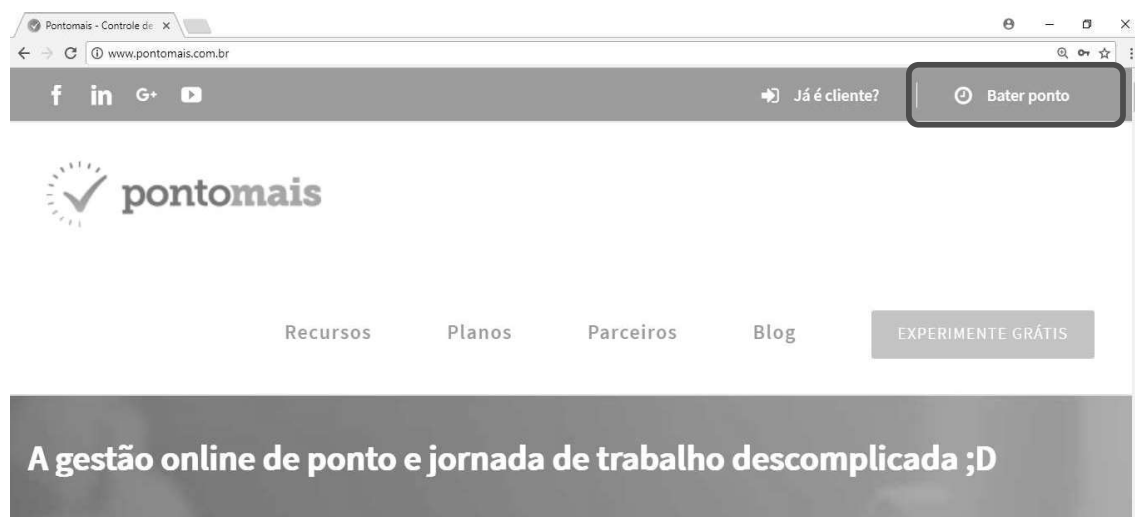 Pontomais - Controle de
www.pontomais.com.br
f in G+ Já é cliente? Bater ponto
pontomais
Recursos Planos Parceiros Blog EXPERIMENTE GRÁTIS
A gestão online de ponto e jornada de trabalho descomplicada ;D